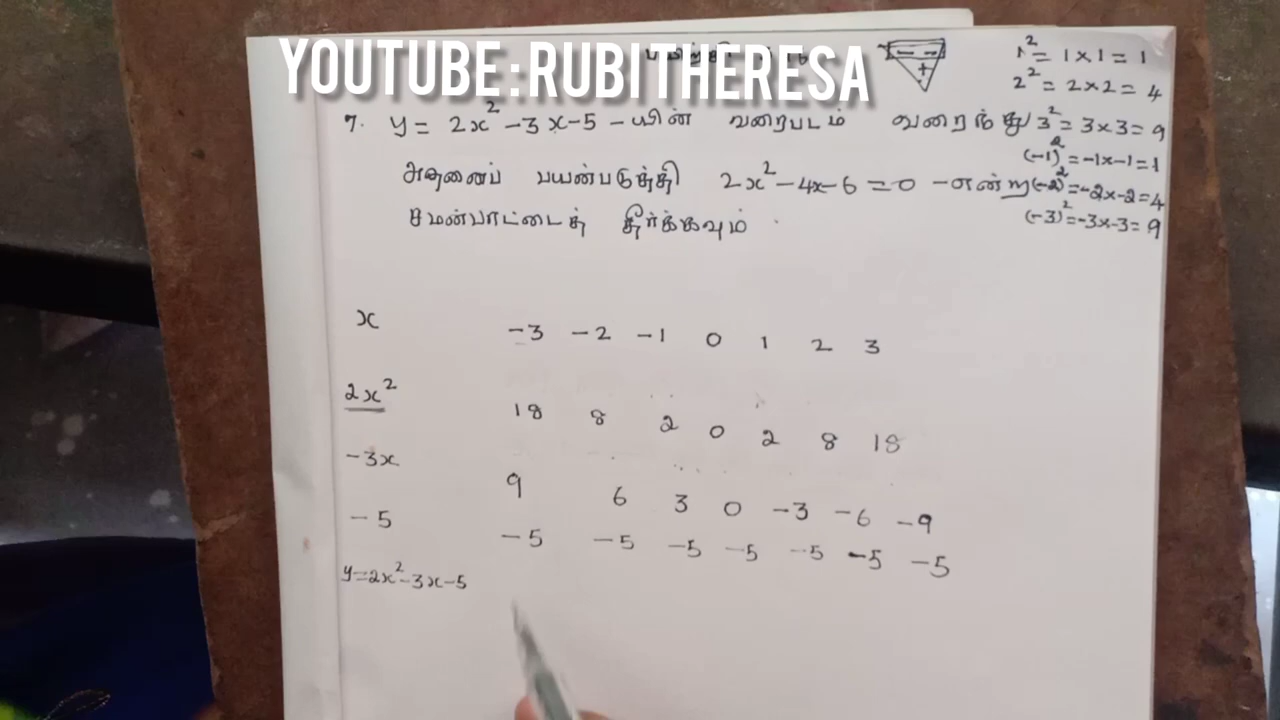 YOUTUBE : RUBITHERESA
1² = 1 x 1 = 1
2² = 2 x 2 = 4
3² = 3 x 3 = 9
(-1)² = -1x-1 = 1
(-2)² = -2x-2 = 4
(-3)² = -3x-3 = 9
- -
+
7. y = 2x² - 3x - 5 - யின் வரைபடம் வரைந்து
அதனைப் பயன்படுத்தி 2x² - 4x - 6 = 0 - என்ற
சமன்பாட்டைத் தீர்க்கவும் .
x -3 -2 -1 0 1 2 3
2x² 18 8 2 0 2 8 18
-3x 9 6 3 0 -3 -6 -9
-5 -5 -5 -5 -5 -5 -5 -5
y=2x²-3x-5